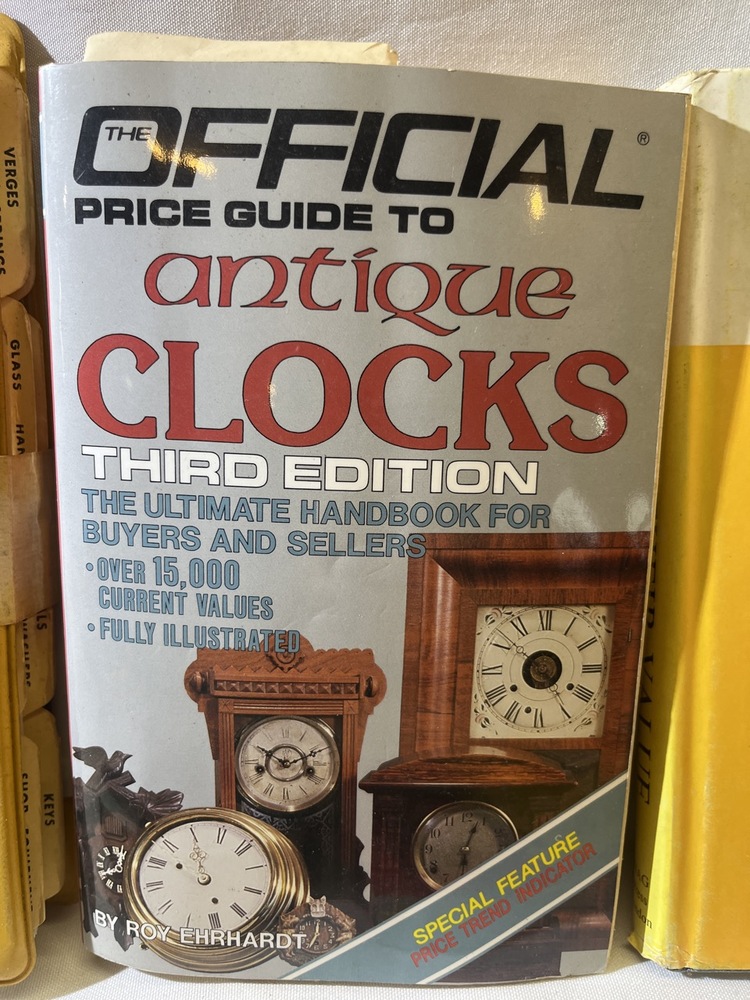 THE
OFFICIAL®
PRICE GUIDE TO
antique
CLOCKS
THIRD EDITION
THE ULTIMATE HANDBOOK FOR
BUYERS AND SELLERS
•OVER 15,000
CURRENT VALUES
•FULLY ILLUSTRATED
SPECIAL FEATURE
PRICE TREND INDICATOR
BY ROY EHRHARDT
VERGES
GLASS
KEYS
VALUE